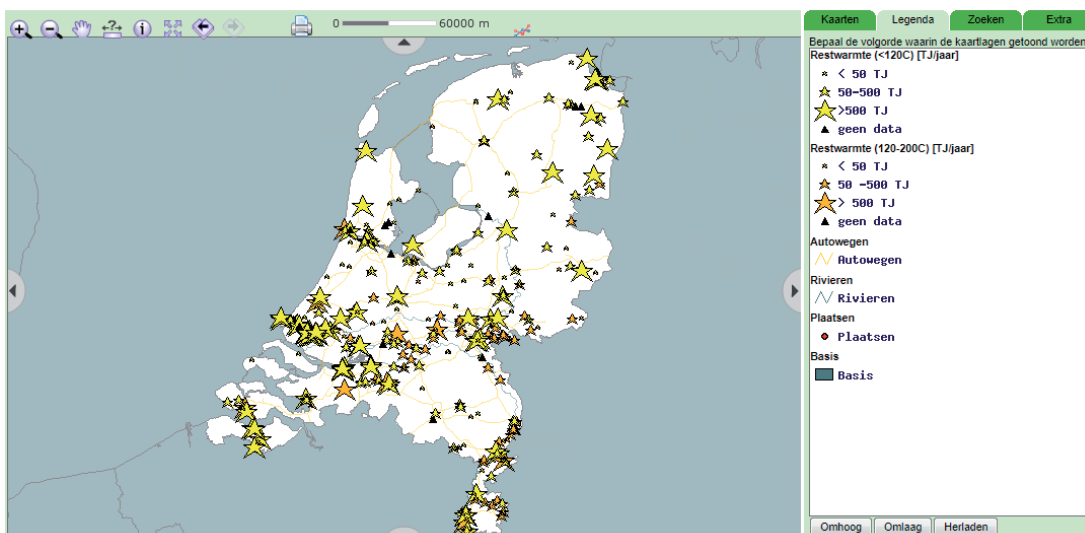 0 60000 m
Kaarten Legenda Zoeken Extra
Bepaal de volgorde waarin de kaartlagen getoond worden
Restwarmte (<120C) [TJ/jaar]
< 50 TJ
50-500 TJ
>500 TJ
geen data
Restwarmte (120-200C) [TJ/jaar]
< 50 TJ
50 -500 TJ
> 500 TJ
geen data
Autowegen
Autowegen
Rivieren
Rivieren
Plaatsen
Plaatsen
Basis
Basis
Omhoog Omlaag Herladen